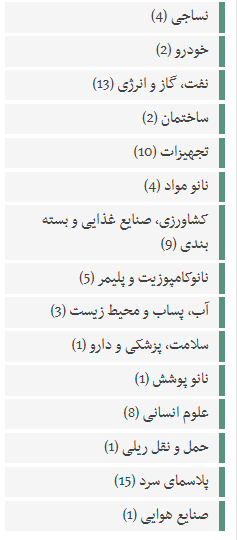 نساجی (4)
خودرو (2)
نفت، گاز و انرژی (13)
ساختمان (2)
تجهیزات (10)
نانو مواد (4)
کشاورزی، صنایع غذایی و بسته
بندی (9)
نانوکامپوزیت و پلیمر (5)
آب، پساب و محیط زیست (3)
سلامت، پزشکی و دارو (1)
نانو پوشش (1)
علوم انسانی (8)
حمل و نقل ریلی (1)
پلاسمای سرد (15)
صنایع هوایی (1)